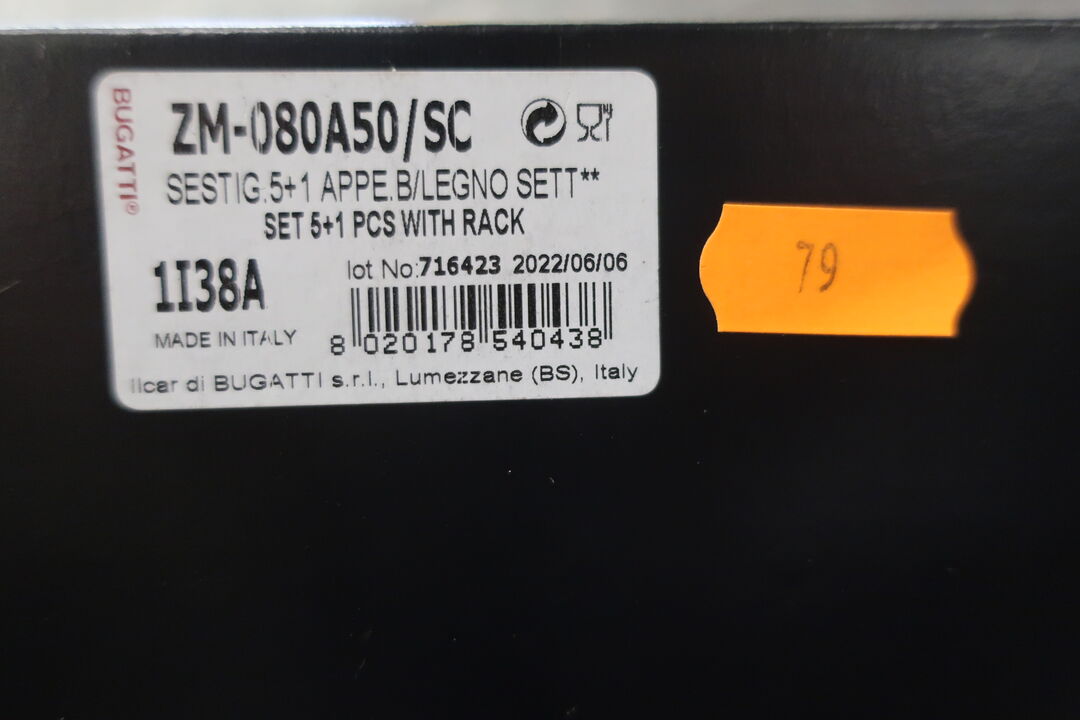 BUGATTI®
ZM-080A50/SC
SESTIG.5+1 APPE.B/LEGNO SETT**
SET 5+1 PCS WITH RACK
1I38A
lot No:716423 2022/06/06
MADE IN ITALY
8 020178 540438
Ilcar di BUGATTI s.r.l., Lumezzane (BS), Italy
79